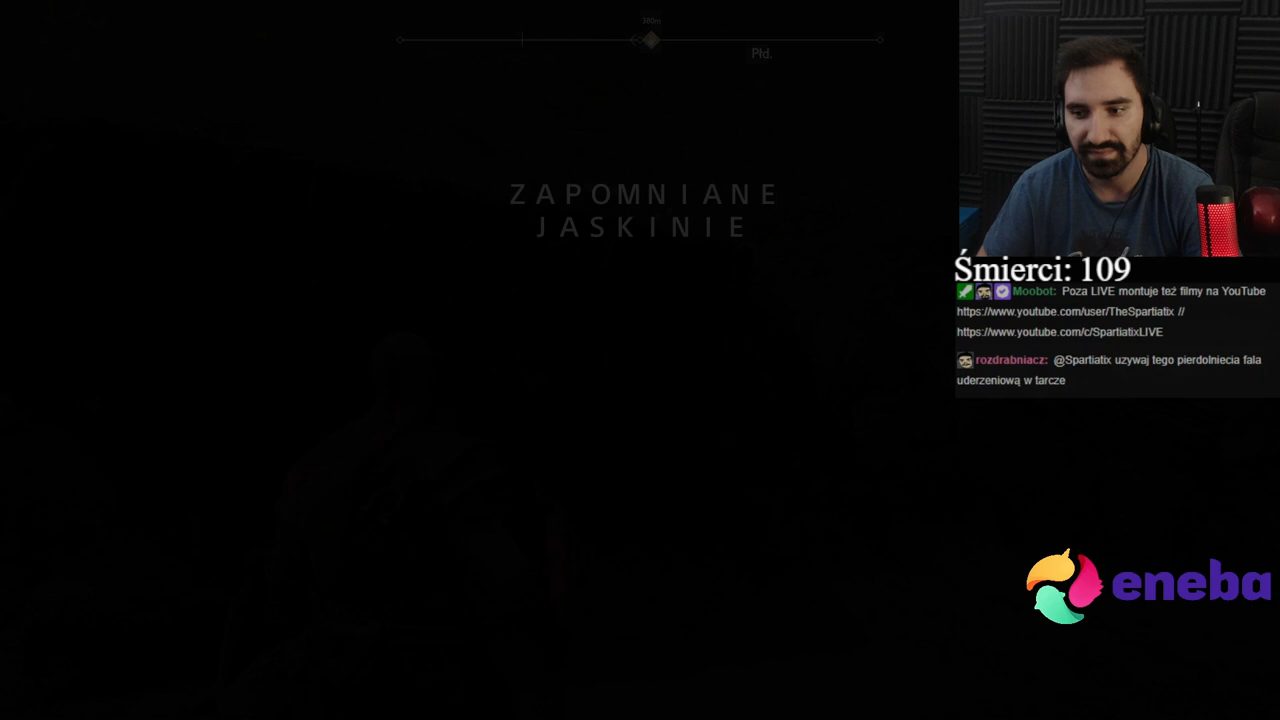 380m
Płd.
ZAPOMNIANE
JASKINIE
Śmierci: 109
Moobot: Poza LIVE montuje też filmy na YouTube
https://www.youtube.com/user/TheSpartiatix //
https://www.youtube.com/c/SpartiatixLIVE
rozdrabniacz: @Spartiatix uzywaj tego pierdolniecia fala
uderzeniową w tarcze
eneba